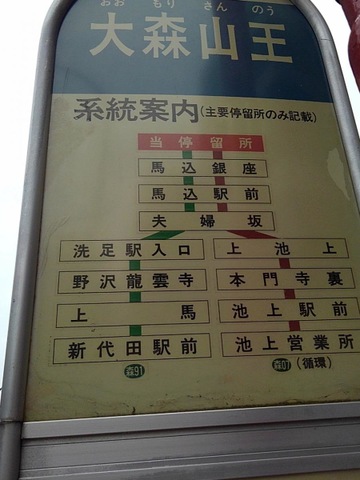 おお もり さん のう
大森山王
系統案内(主要停留所のみ記載)
当停留所
馬込銀座
馬込駅前
夫婦坂
洗足駅入口 上池上
野沢龍雲寺 本門寺裏
上馬 池上駅前
新代田駅前 池上営業所
森91 森07 (循環)